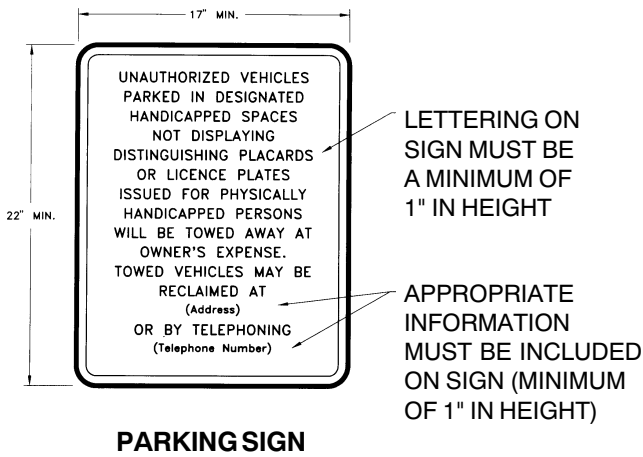 17" MIN.
22" MIN.
UNAUTHORIZED VEHICLES
PARKED IN DESIGNATED
HANDICAPPED SPACES
NOT DISPLAYING
DISTINGUISHING PLACARDS
OR LICENCE PLATES
ISSUED FOR PHYSICALLY
HANDICAPPED PERSONS
WILL BE TOWED AWAY AT
OWNER'S EXPENSE.
TOWED VEHICLES MAY BE
RECLAIMED AT
(Address)
OR BY TELEPHONING
(Telephone Number)
LETTERING ON
SIGN MUST BE
A MINIMUM OF
1" IN HEIGHT
APPROPRIATE
INFORMATION
MUST BE INCLUDED
ON SIGN (MINIMUM
OF 1" IN HEIGHT)
PARKING SIGN